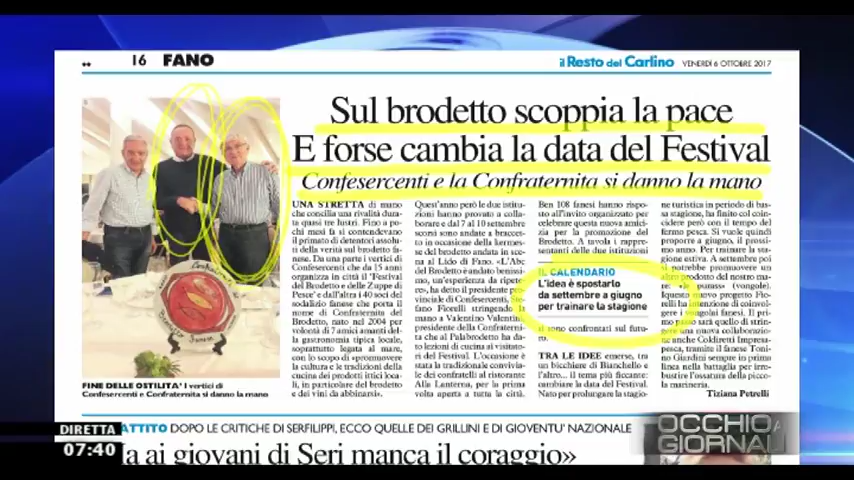 16 FANO
il Resto del Carlino VENERDÌ 6 OTTOBRE 2017
Sul brodetto scoppia la pace
E forse cambia la data del Festival
Confesercenti e la Confraternita si danno la mano
UNA STRETTA di mano
che concilia una rivalità dura-
ta quasi tre lustri. Fino a po-
chi mesi fa si contendevano
il primato di detentori assolu-
ti della verità sul brodetto fa-
nese. Da una parte i vertici di
Confesercenti che da 15 anni
organizza in città il 'Festival
del Brodetto e delle Zuppe di
Pesce' e dall'altra i 40 soci del
sodalizio fanese che porta il
nome di Confraternita del
Brodetto, nato nel 2004 per
volontà di 7 amici amanti del-
la gastronomia tipica locale,
soprattutto legata al mare,
con lo scopo di «promuovere
la cultura e le tradizioni della
cucina dei prodotti ittici loca-
li, in particolare del brodetto
e dei vini da abbinarsi».
Quest'anno però le due istitu-
zioni hanno provato a collabo-
rare e dal 7 al 10 settembre
scorsi sono andate a braccet-
to in occasione della kermes-
se del brodetto andata in sce-
na al Lido di Fano. «L'Abc
del Brodetto è andato benissi-
mo, un'esperienza da ripete-
re», ha detto il presidente pro-
vinciale di Confesercenti, Ste-
fano Fiorelli stringendo la
mano a Valentino Valentini,
presidente della Confraterni-
ta che al Palabrodetto ha da-
to lezioni di cucina ai visitato-
ri del Festival. L'occasione è
stata la tradizionale convivia-
le dei confratelli al ristorante
Alla Lanterna, per la prima
volta aperta a tutta la città.
Ben 108 fanesi hanno rispo-
sto all'invito organizzato per
celebrare questa nuova amici-
zia per la promozione del
Brodetto. A tavola i rappre-
sentanti delle due istituzioni
IL CALENDARIO
L'idea è spostarlo
da settembre a giugno
per trainare la stagione
si sono confrontati sul futu-
ro.
TRA LE IDEE emerse, tra
un bicchiere di Bianchello e
l'altro... il tema più ficcante:
cambiare la data del Festival.
Nato per prolungare la stagio-
ne turistica in periodo di bas-
sa stagione, ha finito col coin-
cidere però con il tempo del
fermo pesca. Si vuole quindi
proporre a giugno, il prossi-
mo anno. Per trainare la sta-
gione estiva. A settembre poi
si potrebbe promuovere un
altro prodotto del nostro ma-
re:
(vongole).
questo nuovo progetto Fio-
relli ha intenzione di coinvol-
gere i vongolai fanesi. Il pri-
mo passo sarà quello di strin-
gere una nuova collaborazio-
ne anche Coldiretti Impresa-
pesca, tramite il fanese Ton-
ino Giardini sempre in prima
linea nella battaglia per ar-
bustire l'ossatura della picco-
la marineria.
Tiziana Petrelli
FINE DELLE OSTILITA' I vertici di
Confesercenti e Confraternita si danno la mano
DIRETTA
07:40
ATTITO DOPO LE CRITICHE DI SERFILIPPI, ECCO QUELLE DEI GRILLINI E DI GIOVENTU' NAZIONALE
a ai giovani di Seri manca il coraggio»
OCCHIO AI
GIORNALI